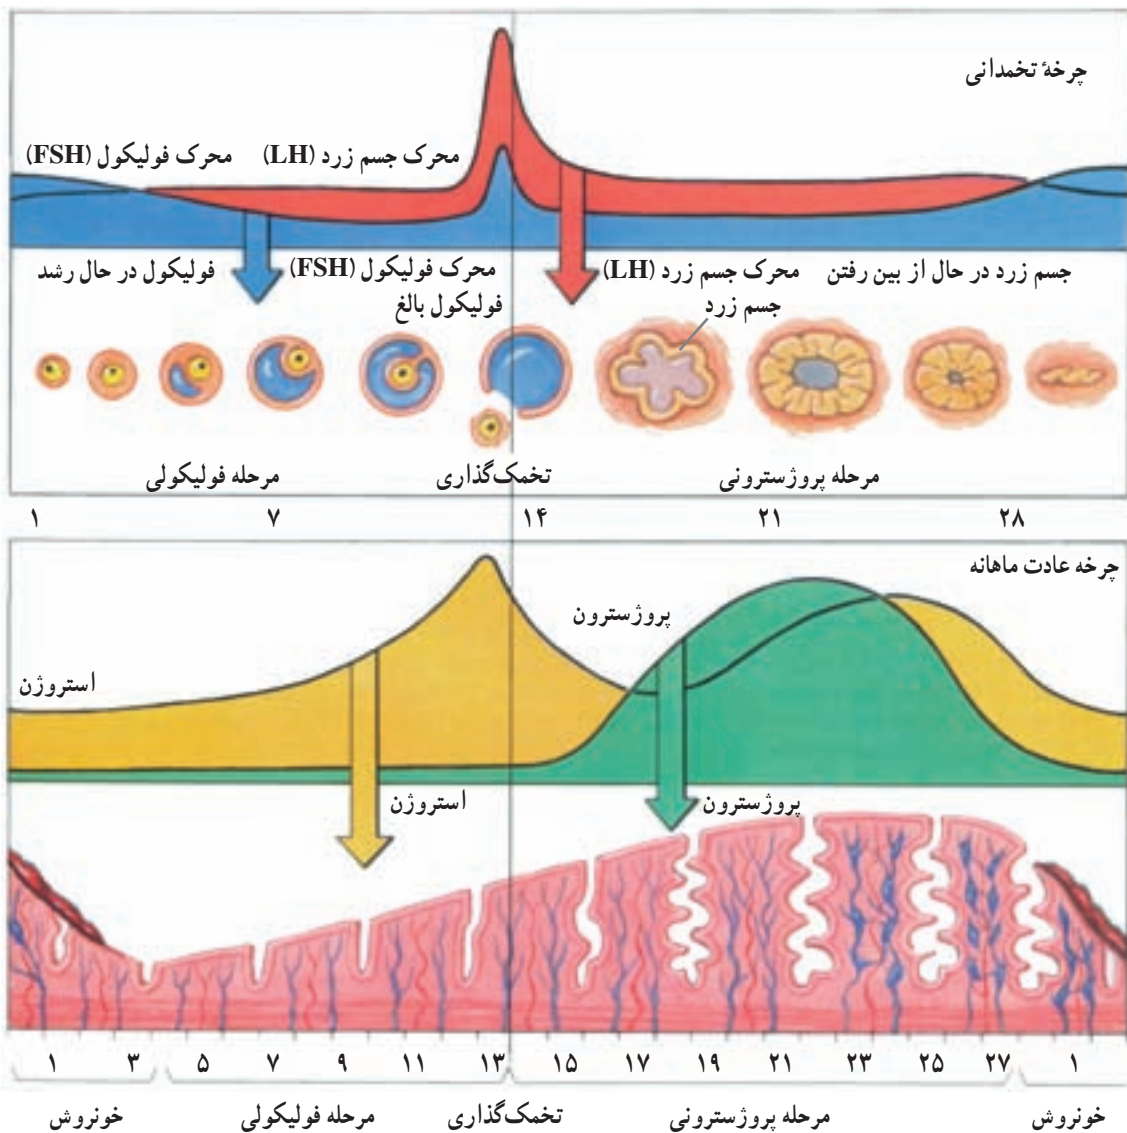 چرخهٔ تخمدانی
محرک فولیکول (FSH)
محرک جسم زرد (LH)
فولیکول در حال رشد
محرک فولیکول (FSH)
فولیکول بالغ
محرک جسم زرد (LH)
جسم زرد
جسم زرد در حال از بین رفتن
مرحله فولیکولی
تخمک‌گذاری
مرحله پروژسترونی
۱ ۷ ۱۴ ۲۱ ۲۸
چرخه عادت ماهانه
استروژن
پروژسترون
استروژن
پروژسترون
۱ ۳ ۵ ۷ ۹ ۱۱ ۱۳ ۱۵ ۱۷ ۱۹ ۲۱ ۲۳ ۲۵ ۲۷ ۱
خونروش
مرحله فولیکولی
تخمک‌گذاری
مرحله پروژسترونی
خونروش